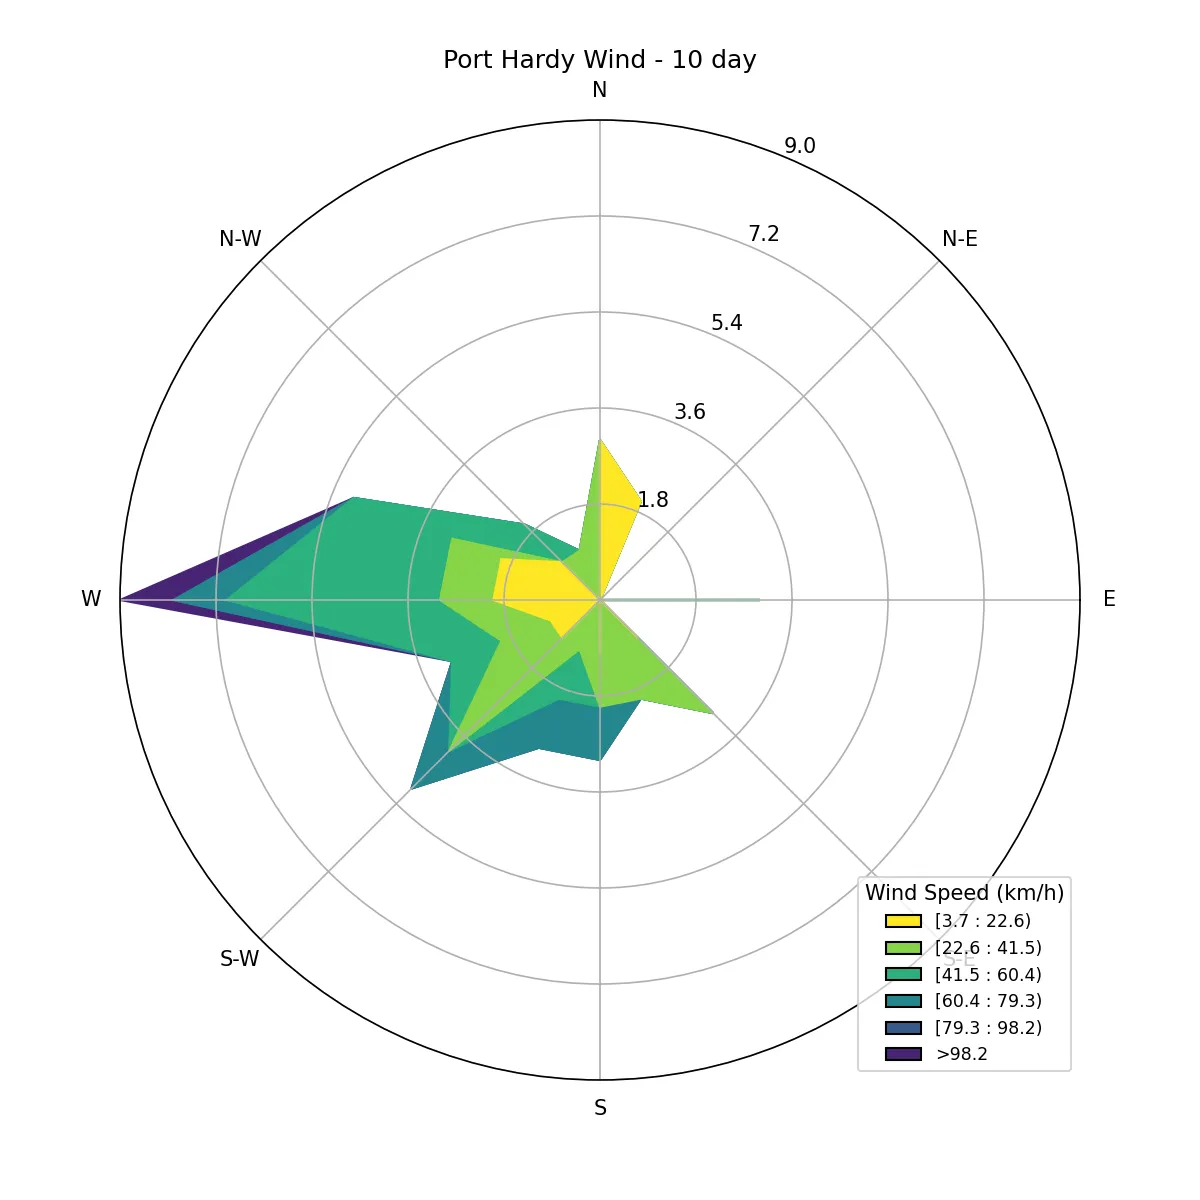 Port Hardy Wind - 10 day
N
9.0
N-W
7.2
N-E
5.4
3.6
1.8
W
E
S-W
S-E
S
Wind Speed (km/h)
[3.7 : 22.6)
[22.6 : 41.5)
[41.5 : 60.4)
[60.4 : 79.3)
[79.3 : 98.2)
>98.2